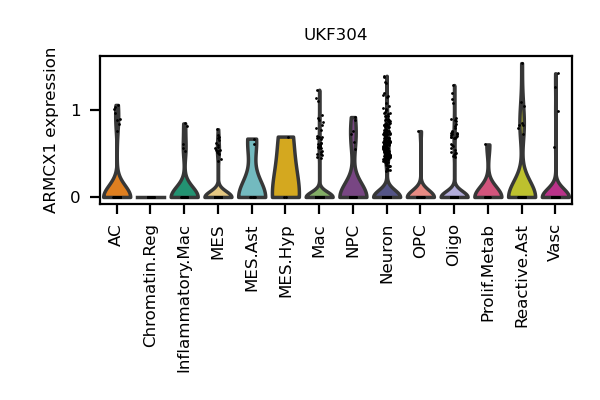 UKF304
ARMCX1 expression
1
0
AC
Chromatin.Reg
Inflammatory.Mac
MES
MES.Ast
MES.Hyp
Mac
NPC
Neuron
OPC
Oligo
Prolif.Metab
Reactive.Ast
Vasc